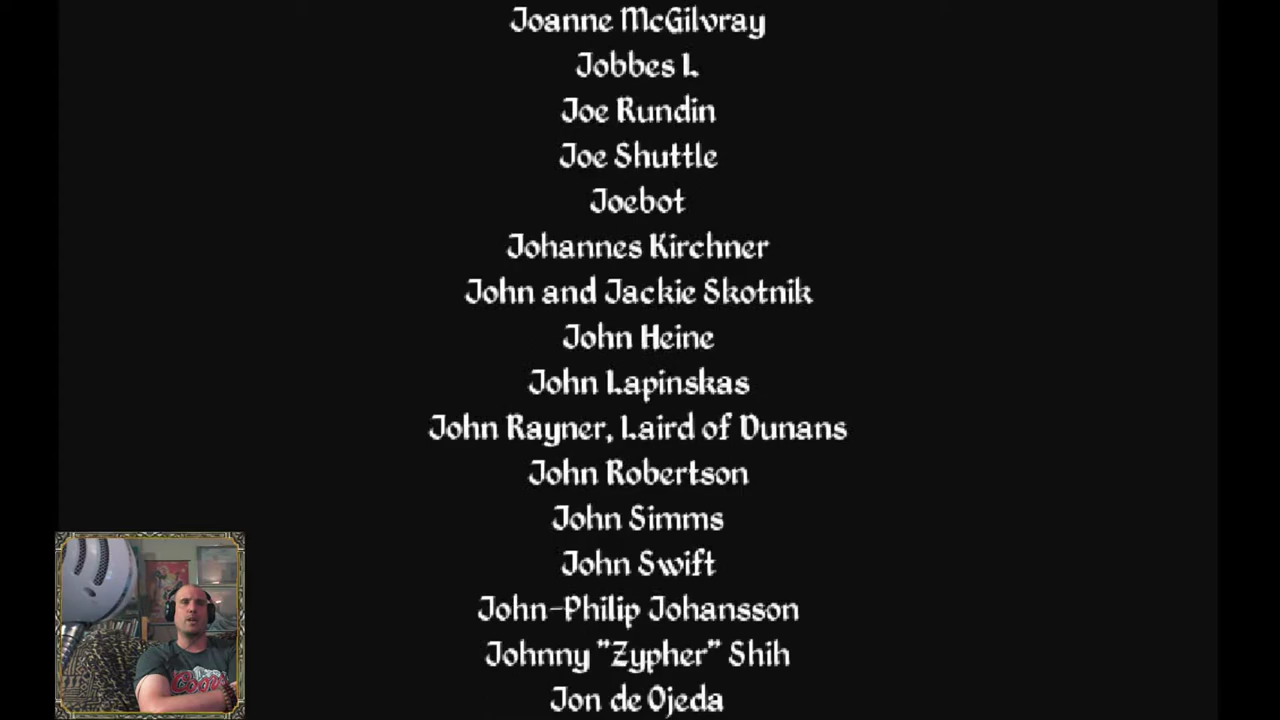 Joanne McGilvray
Jobbes L
Joe Rundin
Joe Shuttle
Joebot
Johannes Kirchner
John and Jackie Skotnik
John Heine
John Lapinskas
John Rayner, Laird of Dunans
John Robertson
John Simms
John Swift
John-Philip Johansson
Johnny "Zypher" Shih
Jon de Ojeda
Coors